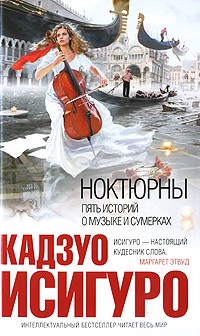 НОКТЮРНЫ
ПЯТЬ ИСТОРИЙ
О МУЗЫКЕ И СУМЕРКАХ
ИСИГУРО — НАСТОЯЩИЙ
КУДЕСНИК СЛОВА.
МАРГАРЕТ ЭТВУД
КАДЗУО
ИСИГУРО
ИНТЕЛЛЕКТУАЛЬНЫЙ БЕСТСЕЛЛЕР ЧИТАЕТ ВЕСЬ МИР